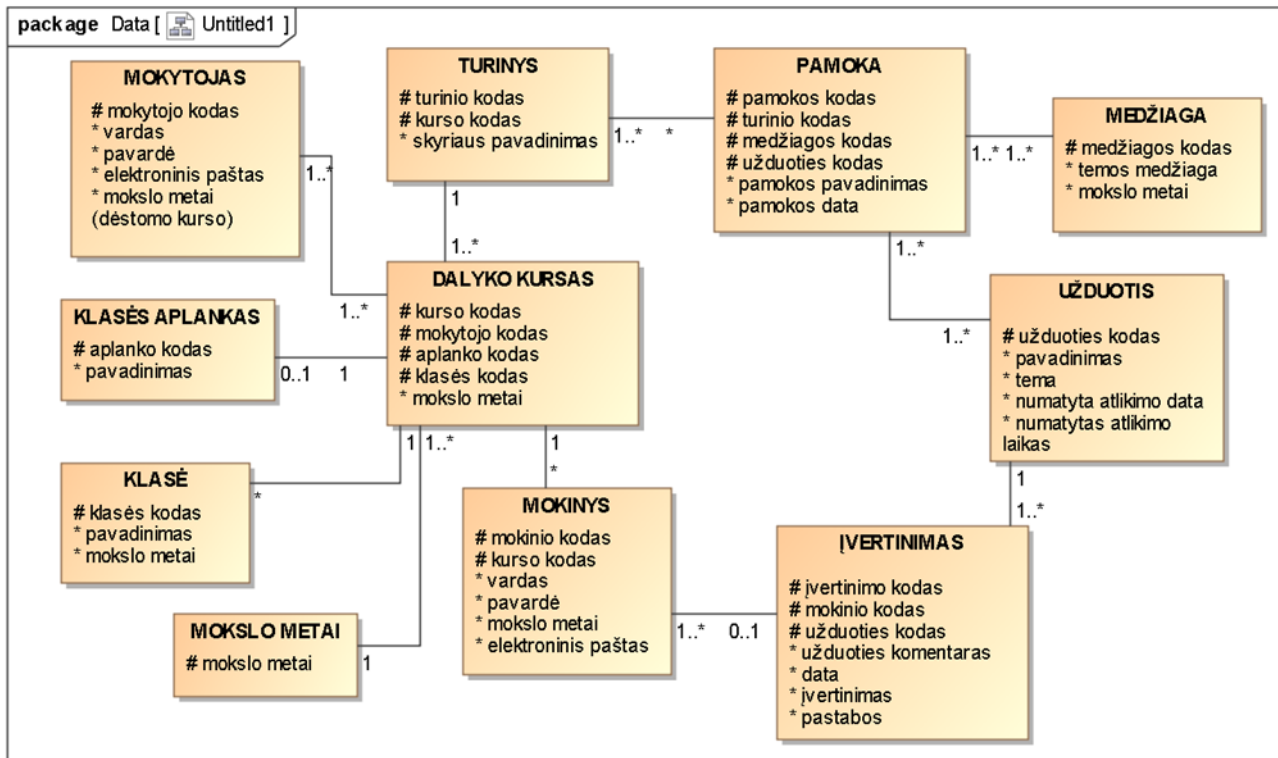 package Data [ Untitled1 ]
MOKYTOJAS
# mokytojo kodas
* vardas
* pavardė
* elektroninis paštas
* mokslo metai
(dėstomo kurso)
1..*
1..*
TURINYS
# turinio kodas
# kurso kodas
* skyriaus pavadinimas
1..* *
1
1..*
PAMOKA
# pamokos kodas
# turinio kodas
# medžiagos kodas
# užduoties kodas
* pamokos pavadinimas
* pamokos data
1..* 1..*
1..*
1..*
MEDŽIAGA
# medžiagos kodas
* temos medžiaga
* mokslo metai
KLASĖS APLANKAS
# aplanko kodas
* pavadinimas
0..1 1
DALYKO KURSAS
# kurso kodas
# mokytojo kodas
# aplanko kodas
# klasės kodas
* mokslo metai
1 1..* 1
*
*
UŽDUOTIS
# užduoties kodas
* pavadinimas
* tema
* numatyta atlikimo data
* numatytas atlikimo
laikas
1
1..*
KLASĖ
# klasės kodas
* pavadinimas
* mokslo metai
MOKINYS
# mokinio kodas
# kurso kodas
* vardas
* pavardė
* mokslo metai
* elektroninis paštas
1..* 0..1
ĮVERTINIMAS
# įvertinimo kodas
# mokinio kodas
# užduoties kodas
* užduoties komentaras
* data
* įvertinimas
* pastabos
MOKSLO METAI
# mokslo metai
1